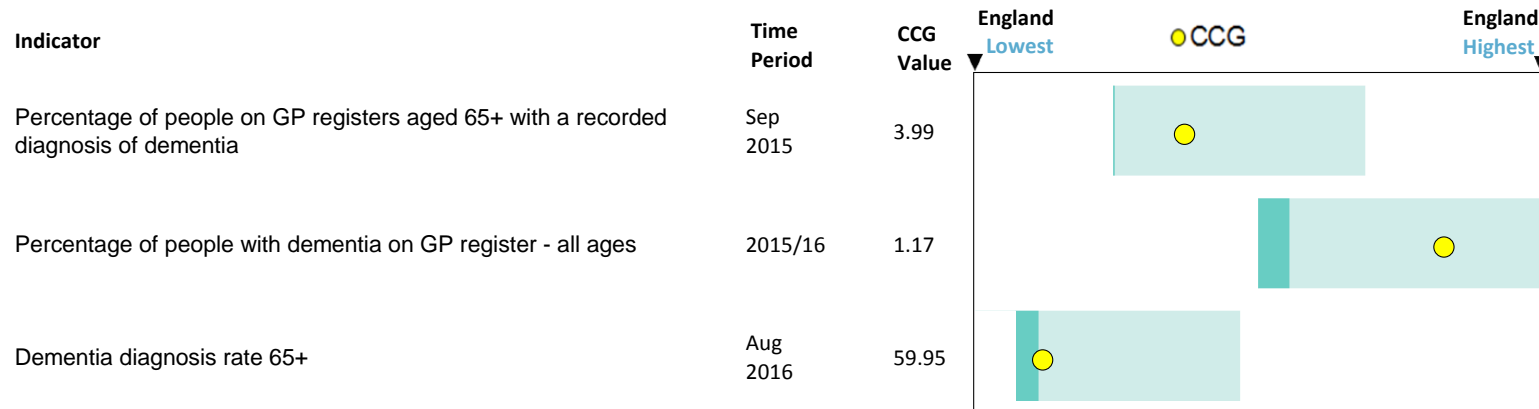 Indicator
Time
Period
CCG
Value
England
Lowest
CCG
England
Highest
Percentage of people on GP registers aged 65+ with a recorded
diagnosis of dementia
Sep
2015
3.99
Percentage of people with dementia on GP register - all ages
2015/16
1.17
Dementia diagnosis rate 65+
Aug
2016
59.95